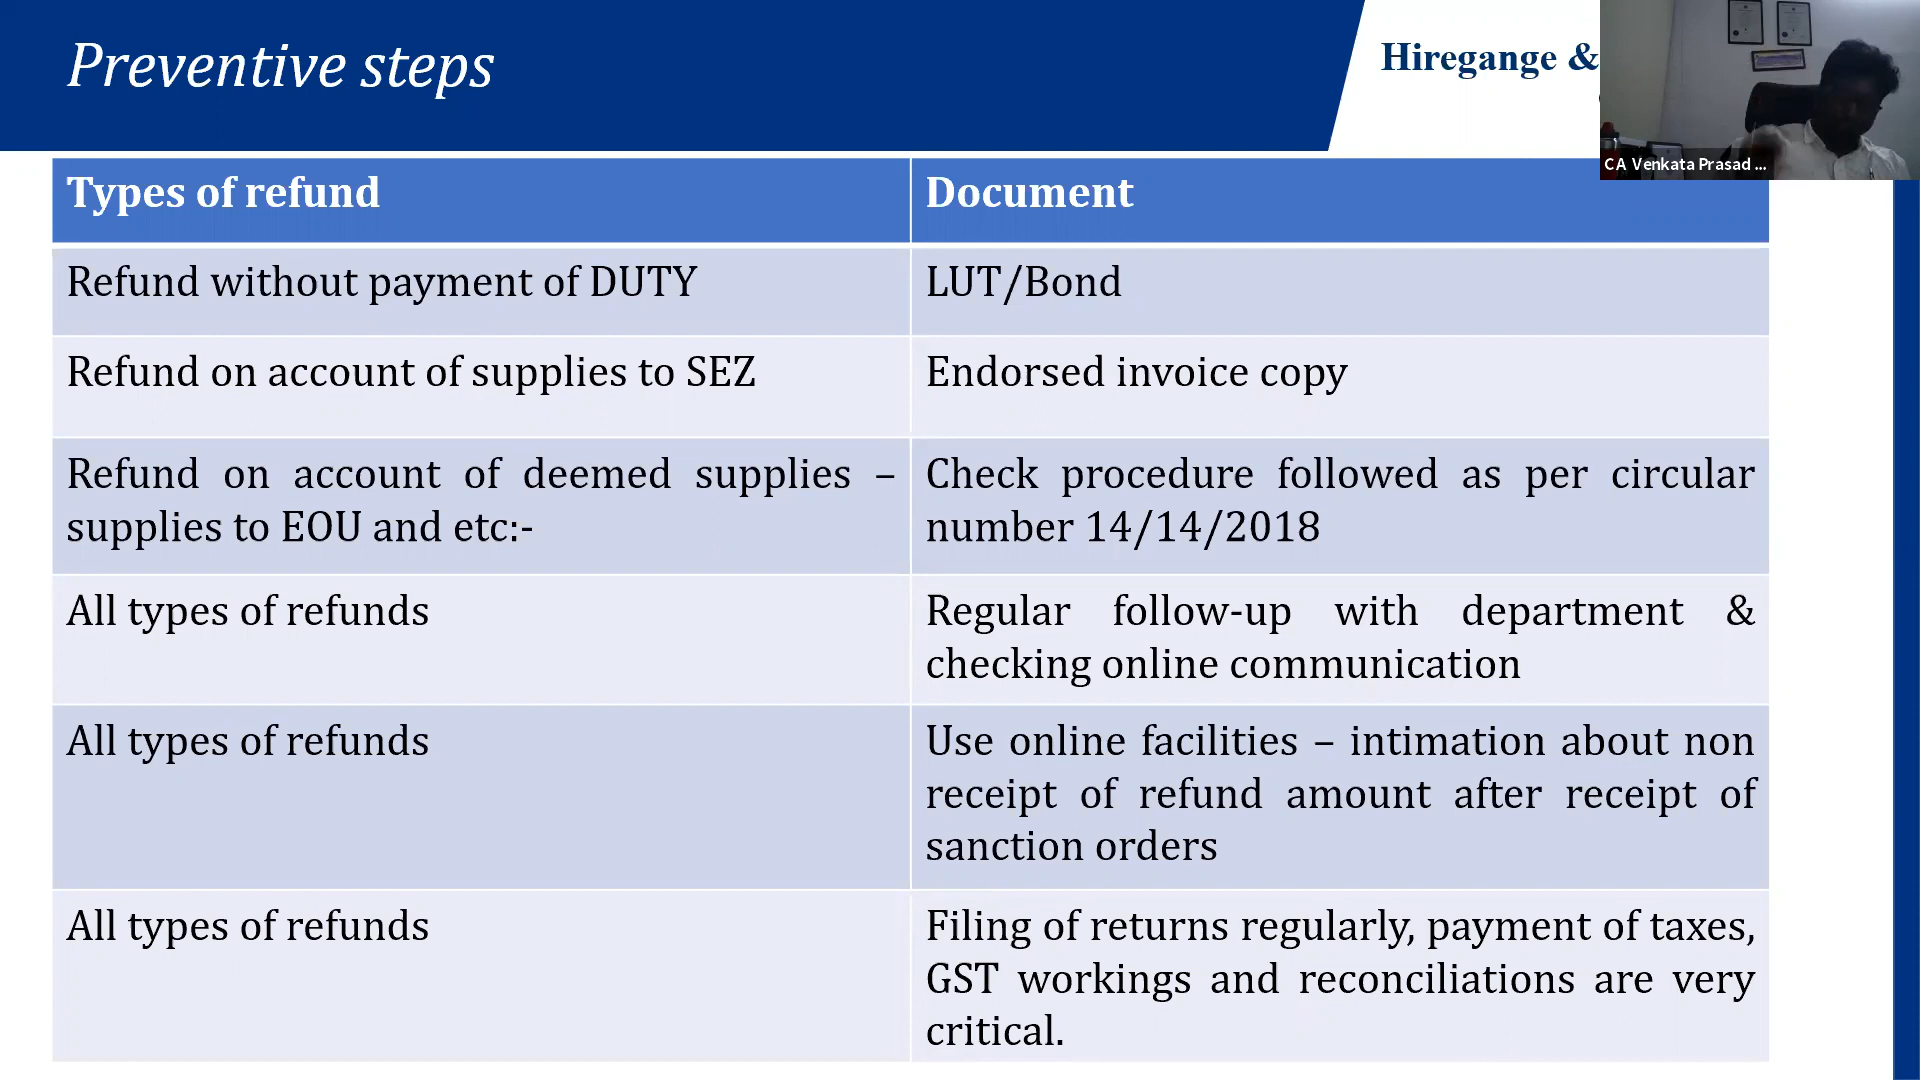 Preventive steps
Hiregange &
CA Venkata Prasad ...
Types of refund
Document
Refund without payment of DUTY
LUT/Bond
Refund on account of supplies to SEZ
Endorsed invoice copy
Refund on account of deemed supplies –
supplies to EOU and etc:-
Check procedure followed as per circular
number 14/14/2018
All types of refunds
Regular follow-up with department &
checking online communication
All types of refunds
Use online facilities – intimation about non
receipt of refund amount after receipt of
sanction orders
All types of refunds
Filing of returns regularly, payment of taxes,
GST workings and reconciliations are very
critical.